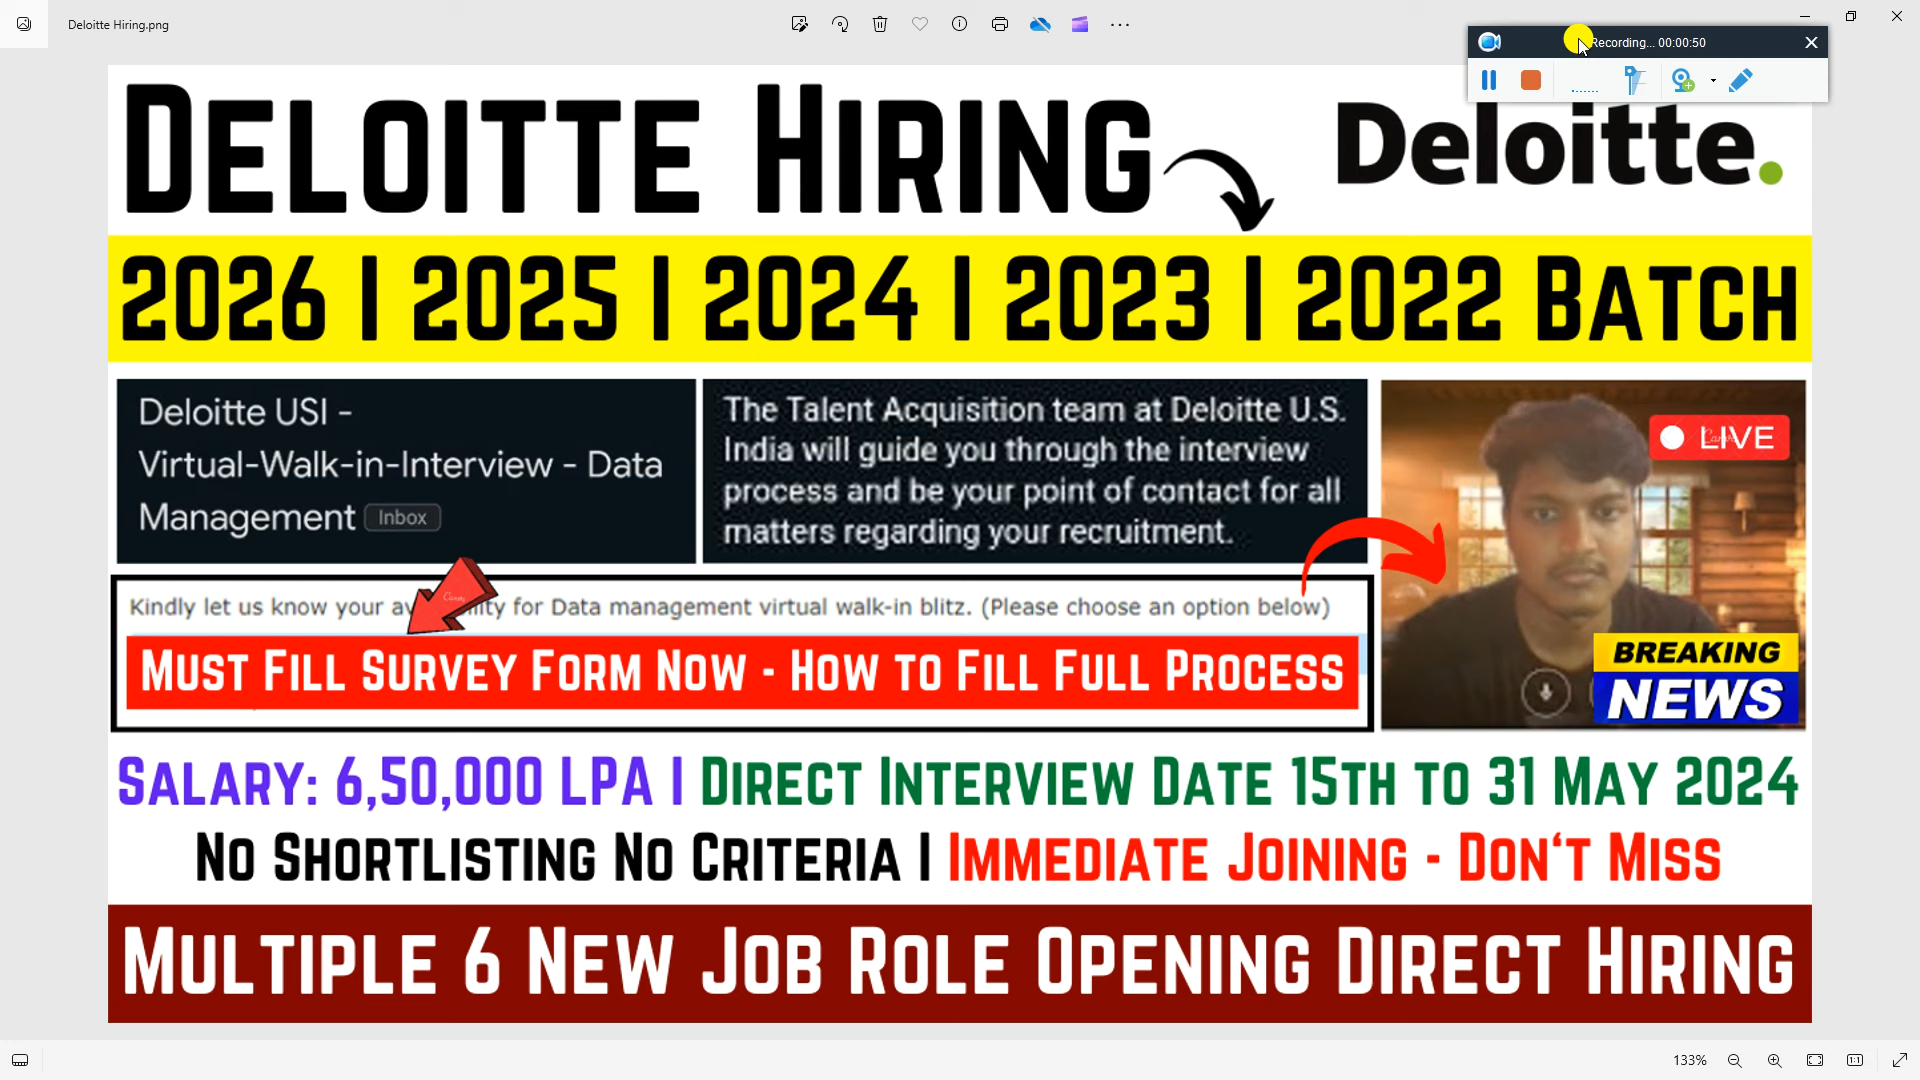 Deloitte Hiring.png
Recording... 00:00:50
DELOITTE HIRING
Deloitte.
2026 | 2025 | 2024 | 2023 | 2022 BATCH
Deloitte USI -
Virtual-Walk-in-Interview - Data
Management Inbox
The Talent Acquisition team at Deloitte U.S.
India will guide you through the interview
process and be your point of contact for all
matters regarding your recruitment.
LIVE
Kindly let us know your av lity for Data management virtual walk-in blitz. (Please choose an option below)
MUST FILL SURVEY FORM NOW - HOW TO FILL FULL PROCESS
BREAKING
NEWS
SALARY: 6,50,000 LPA | DIRECT INTERVIEW DATE 15TH TO 31 MAY 2024
NO SHORTLISTING NO CRITERIA | IMMEDIATE JOINING - DON‘T MISS
MULTIPLE 6 NEW JOB ROLE OPENING DIRECT HIRING
133%